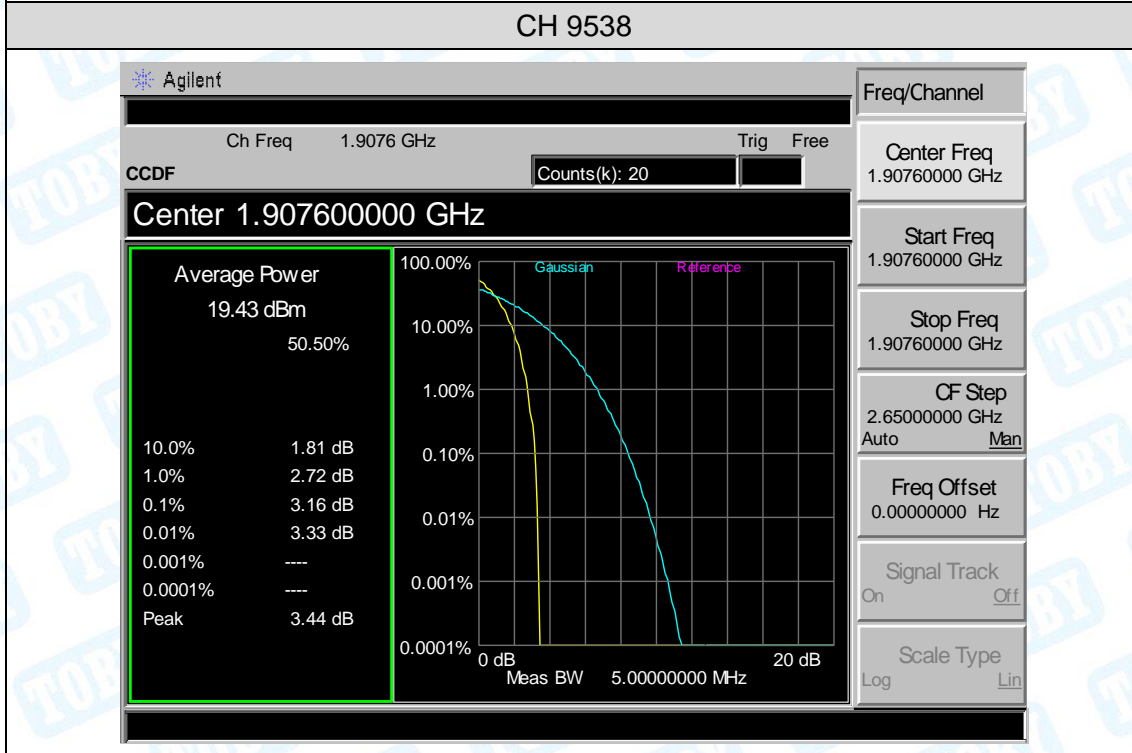 CH 9538
Agilent
Freq/Channel
Ch Freq 1.9076 GHz Trig Free
CCDF Counts(k): 20
Center 1.907600000 GHz
Average Power
19.43 dBm
50.50%
10.0% 1.81 dB
1.0% 2.72 dB
0.1% 3.16 dB
0.01% 3.33 dB
0.001% ----
0.0001% ----
Peak 3.44 dB
Gaussian Reference
100.00%
10.00%
1.00%
0.10%
0.01%
0.001%
0.0001%
0 dB 20 dB
Meas BW 5.00000000 MHz
Center Freq
1.90760000 GHz
Start Freq
1.90760000 GHz
Stop Freq
1.90760000 GHz
CF Step
2.65000000 GHz
Auto Man
Freq Offset
0.00000000 Hz
Signal Track
On Off
Scale Type
Log Lin
TOBY